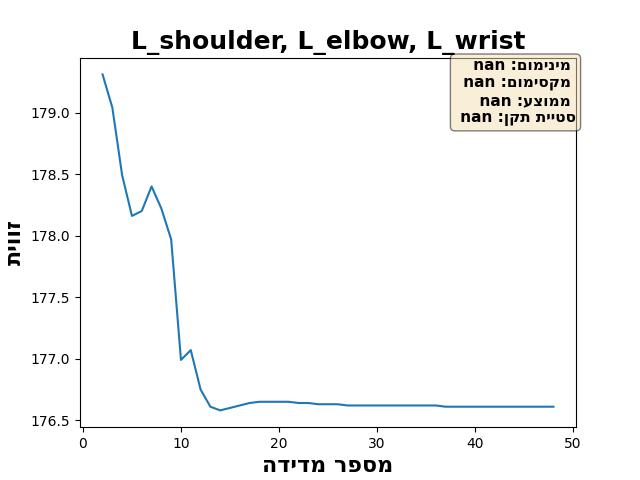 L_shoulder, L_elbow, L_wrist
מינימום: nan
מקסימום: nan
ממוצע: nan
סטיית תקן: nan
זווית
179.0
178.5
178.0
177.5
177.0
176.5
0 10 20 30 40 50
מספר מדידה